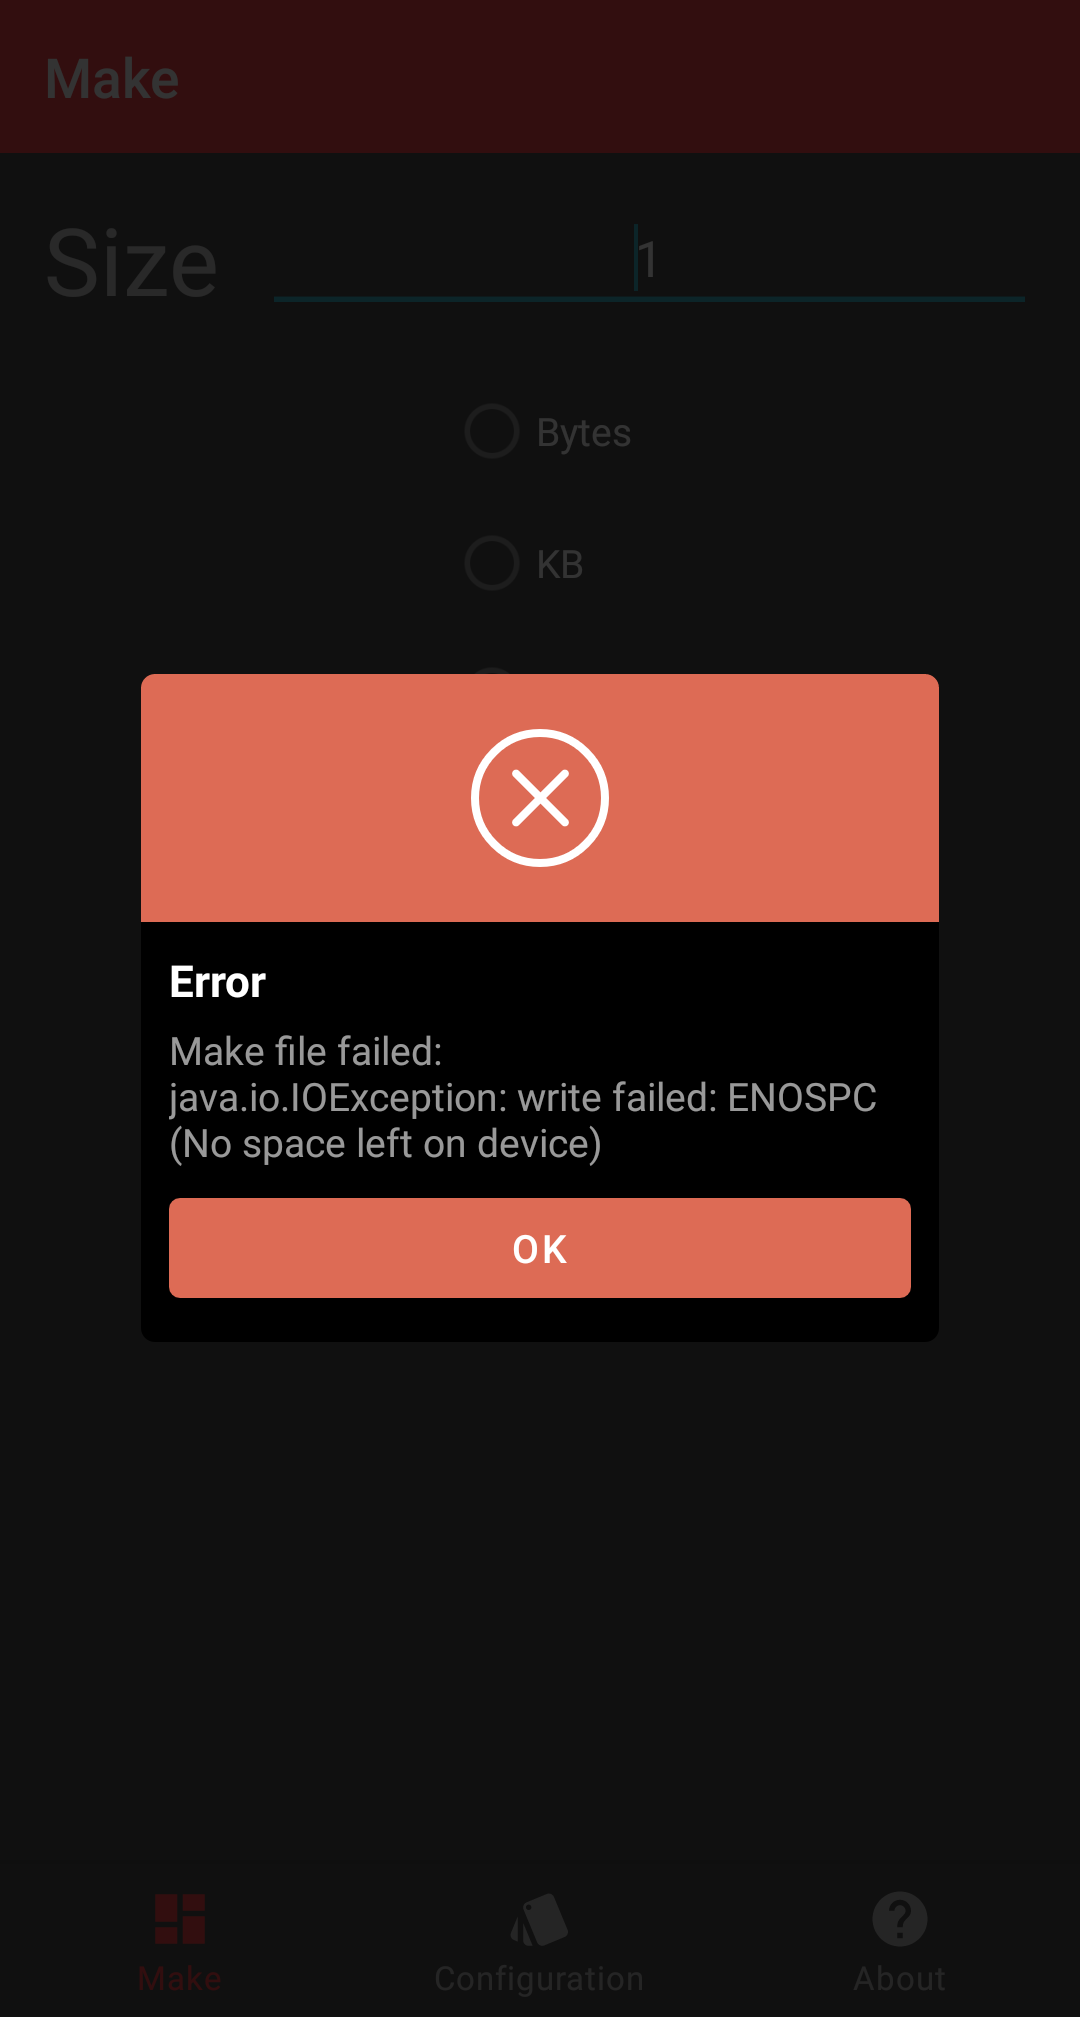 Make
Size 1
Bytes
KB
Error
Make file failed:
java.io.IOException: write failed: ENOSPC
(No space left on device)
OK
Make Configuration About